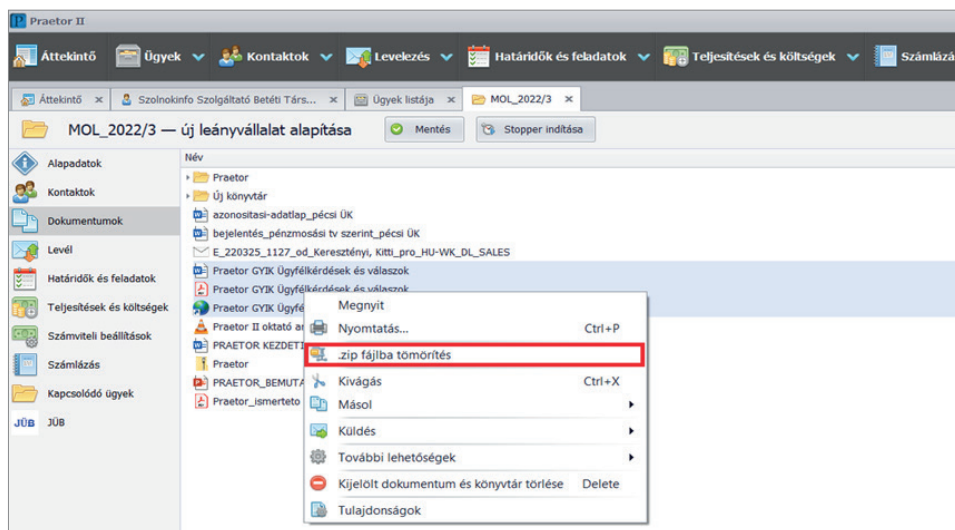 Praetor II
Áttekintő Ügyek Kontaktok Levelezés Határidők és feladatok Teljesítések és költségek Számlázá
Áttekintő × Szolnokinfo Szolgáltató Betéti Társ... × Ügyek listája × MOL_2022/3 ×
MOL_2022/3 — új leányvállalat alapítása Mentés Stopper indítása
Alapadatok
Kontaktok
Dokumentumok
Levél
Határidők és feladatok
Teljesítések és költségek
Számviteli beállítások
Számlázás
Kapcsolódó ügyek
JÜB JÜB
Név
Praetor
Új könyvtár
azonositasi-adatlap_pécsi ÜK
bejelentés_pénzmosási tv szerint_pécsi ÜK
E_220325_1127_od_Keresztényi, Kitti_pro_HU-WK_DL_SALES
Praetor GYIK Ügyfélkérdések és válaszok
Praetor GYIK Ügyfélkérdések és válaszok
Praetor GYIK Ügyfé
Praetor II oktató an
PRAETOR KEZDETI
Praetor
PRAETOR_BEMUTA
Praetor_ismerteto
Megnyit
Nyomtatás... Ctrl+P
.zip fájlba tömörítés
Kivágás Ctrl+X
Másol
Küldés
További lehetőségek
Kijelölt dokumentum és könyvtár törlése Delete
Tulajdonságok